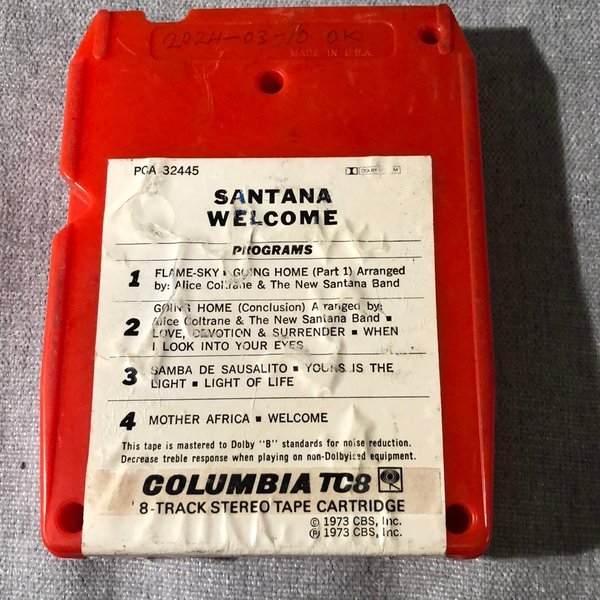 2024-03-10 OK
MADE IN U.S.A.
PCA 32445
DOLBY SYSTEM
SANTANA
WELCOME
PROGRAMS
1 FLAME-SKY ▪ GOING HOME (Part 1) Arranged
by: Alice Coltrane & The New Santana Band
2 GOING HOME (Conclusion) Arranged by:
Alice Coltrane & The New Santana Band ▪
LOVE, DEVOTION & SURRENDER ▪ WHEN
I LOOK INTO YOUR EYES
3 SAMBA DE SAUSALITO ▪ YOURS IS THE
LIGHT ▪ LIGHT OF LIFE
4 MOTHER AFRICA ▪ WELCOME
This tape is mastered to Dolby "B" standards for noise reduction.
Decrease treble response when playing on non-Dolbyised equipment.
COLUMBIA TC8
8-TRACK STEREO TAPE CARTRIDGE
© 1973 CBS, Inc.
℗ 1973 CBS, Inc.